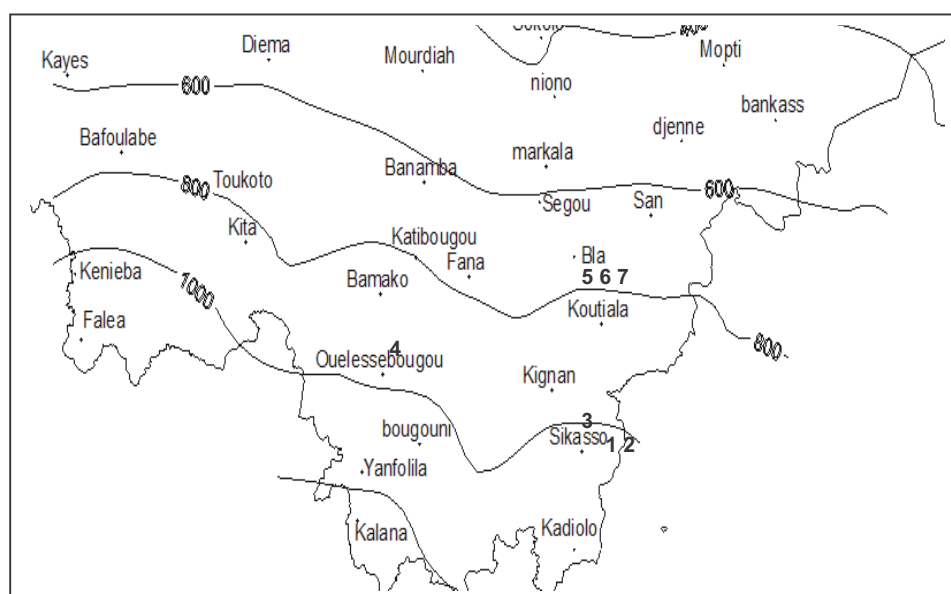 Diema
Mourdiah
Mopti
Kayes
600
niono
bankass
djenne
Bafoulabe
markala
Banamba
800
Toukoto
600
Segou
San
Kita
Katibougou
Bla
Kenieba
Fana
5 6 7
Bamako
1000
Falea
Koutiala
800
4
Ouelessebougou
Kignan
3
bougouni
Sikasso
1 2
Yanfolila
Kalana
Kadiolo